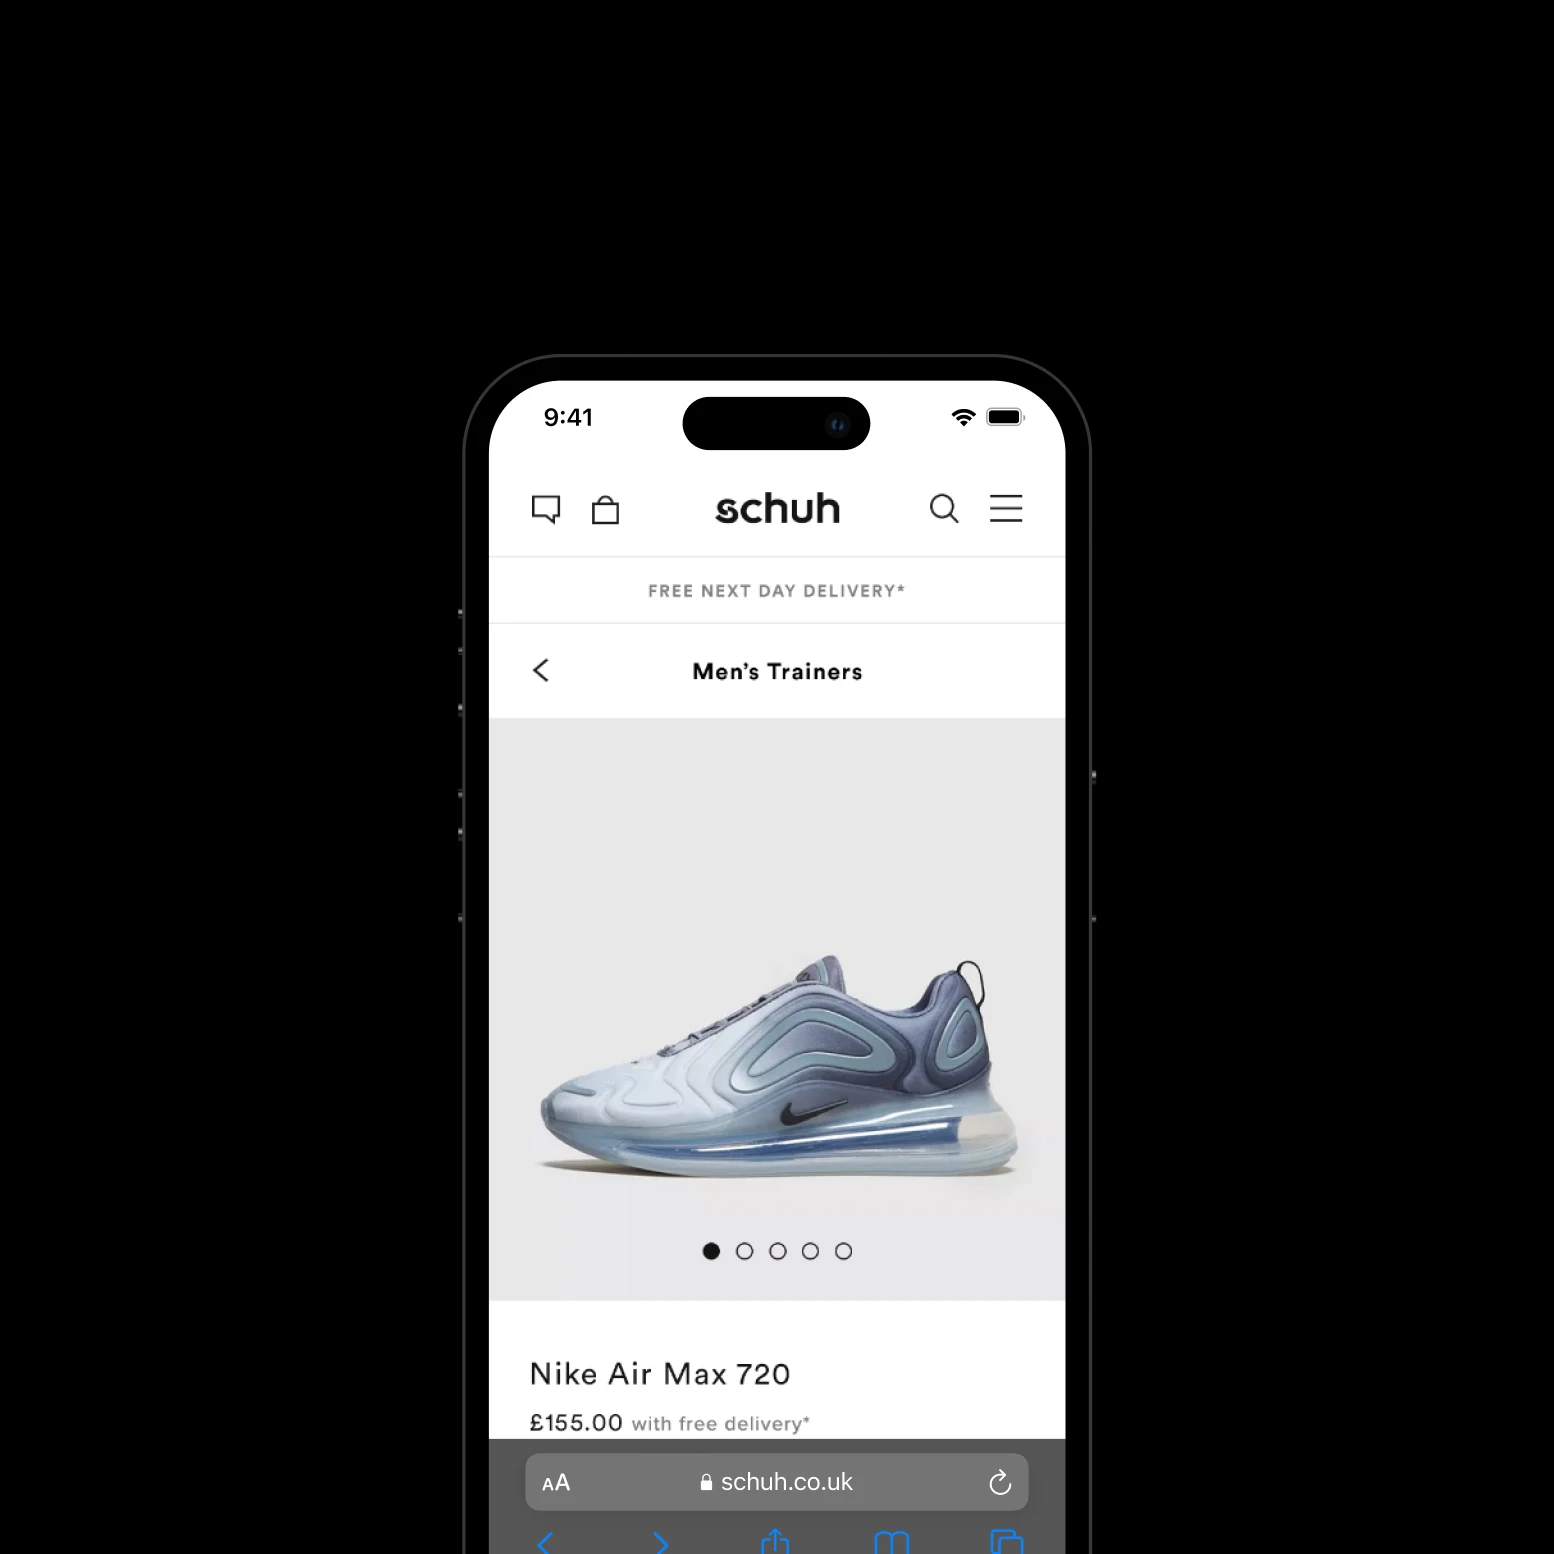 9:41
schuh
FREE NEXT DAY DELIVERY*
Men’s Trainers
Nike Air Max 720
£155.00 with free delivery*
AA
schuh.co.uk